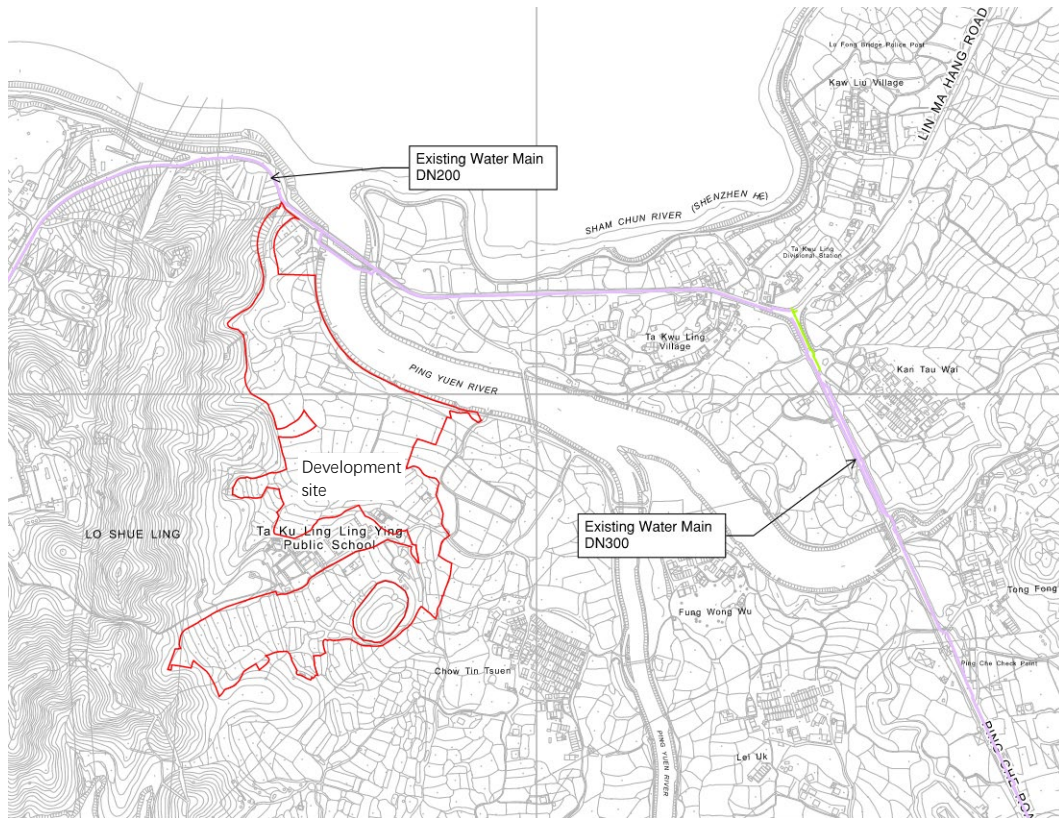 Lo Fong Bridge Police Post
Kaw Liu Village
LIN MA HANG ROAD
Existing Water Main
DN200
SHAM CHUN RIVER (SHENZHEN HE)
Ta Kwu Ling
Divisional Station
Ta Kwu Ling
Village
Kan Tau Wai
PING YUEN RIVER
Development
site
LO SHUE LING
Ta Ku Ling Ling Ying
Public School
Existing Water Main
DN300
Tong Fong
Fung Wong Wu
Ping Che Check Point
Chow Tin Tsuen
Lei Uk
PING YUEN RIVER
PING CHE ROA